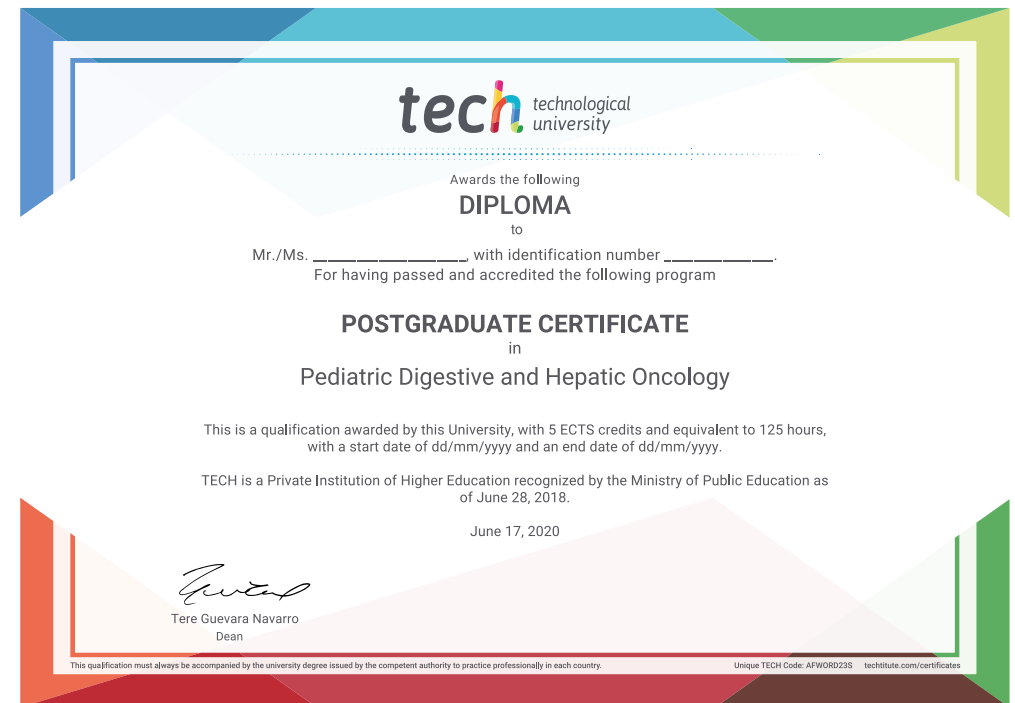 tech technological
university
Awards the following
DIPLOMA
to
Mr./Ms. __________________, with identification number _____________.
For having passed and accredited the following program
POSTGRADUATE CERTIFICATE
in
Pediatric Digestive and Hepatic Oncology
This is a qualification awarded by this University, with 5 ECTS credits and equivalent to 125 hours,
with a start date of dd/mm/yyyy and an end date of dd/mm/yyyy.
TECH is a Private Institution of Higher Education recognized by the Ministry of Public Education as
of June 28, 2018.
June 17, 2020
Tere Guevara Navarro
Dean
This qualification must always be accompanied by the university degree issued by the competent authority to practice professionally in each country.
Unique TECH Code: AFWORD23S techtitute.com/certificates